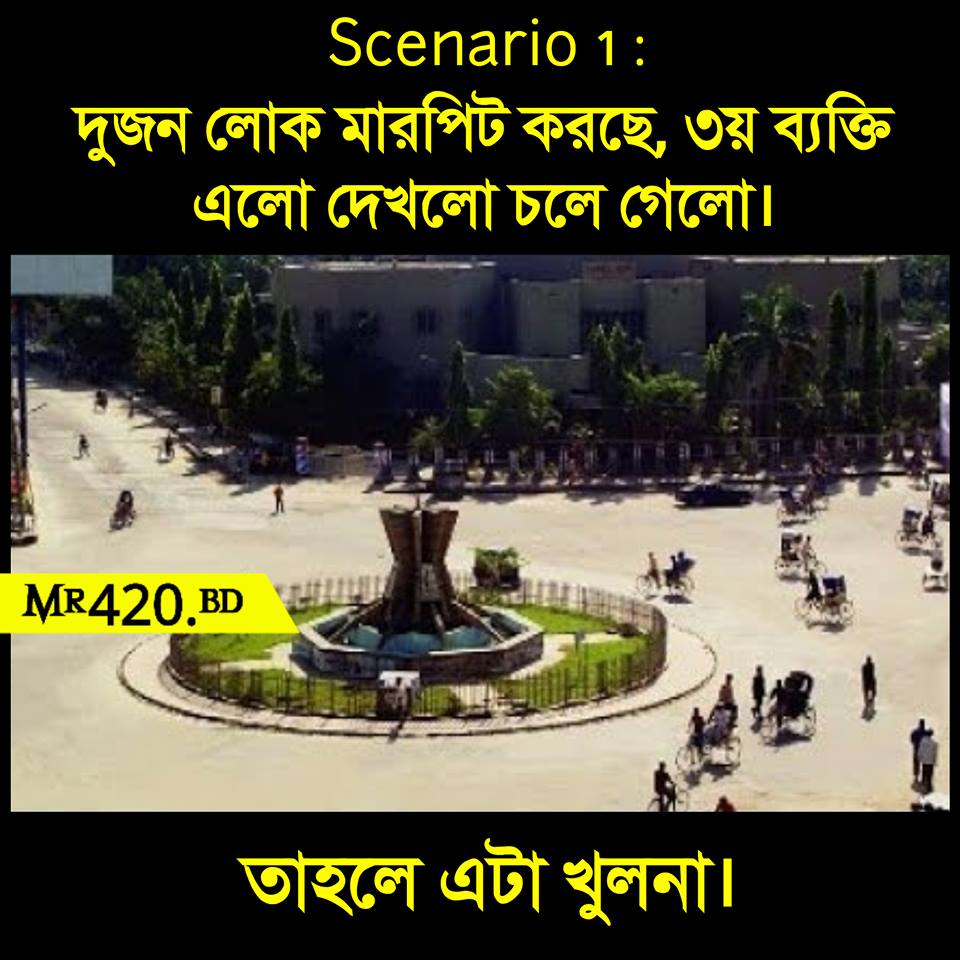 Scenario 1 :
দুজন লোক মারপিট করছে, ৩য় ব্যক্তি
এলো দেখলো চলে গেলো।
MR420.BD
তাহলে এটা খুলনা।